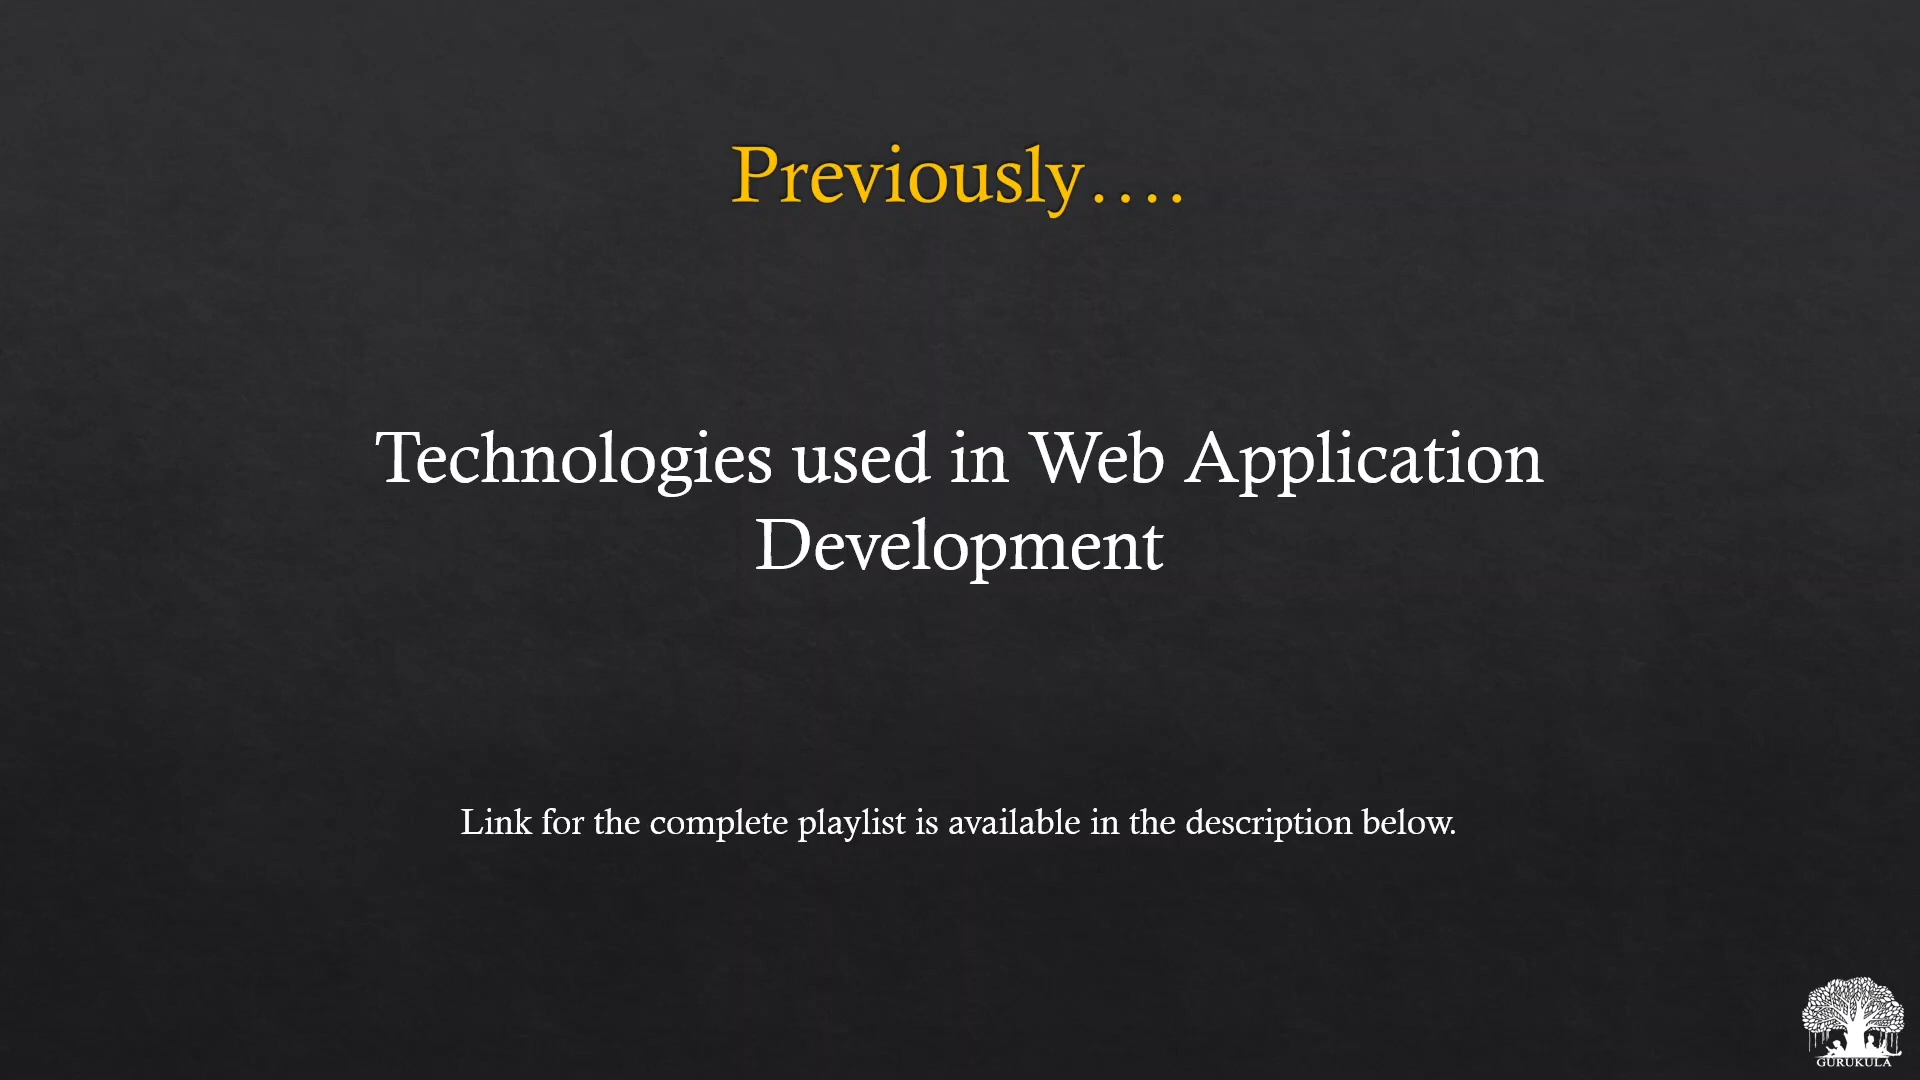 Previously....
Technologies used in Web Application
Development
Link for the complete playlist is available in the description below.
GURUKULA